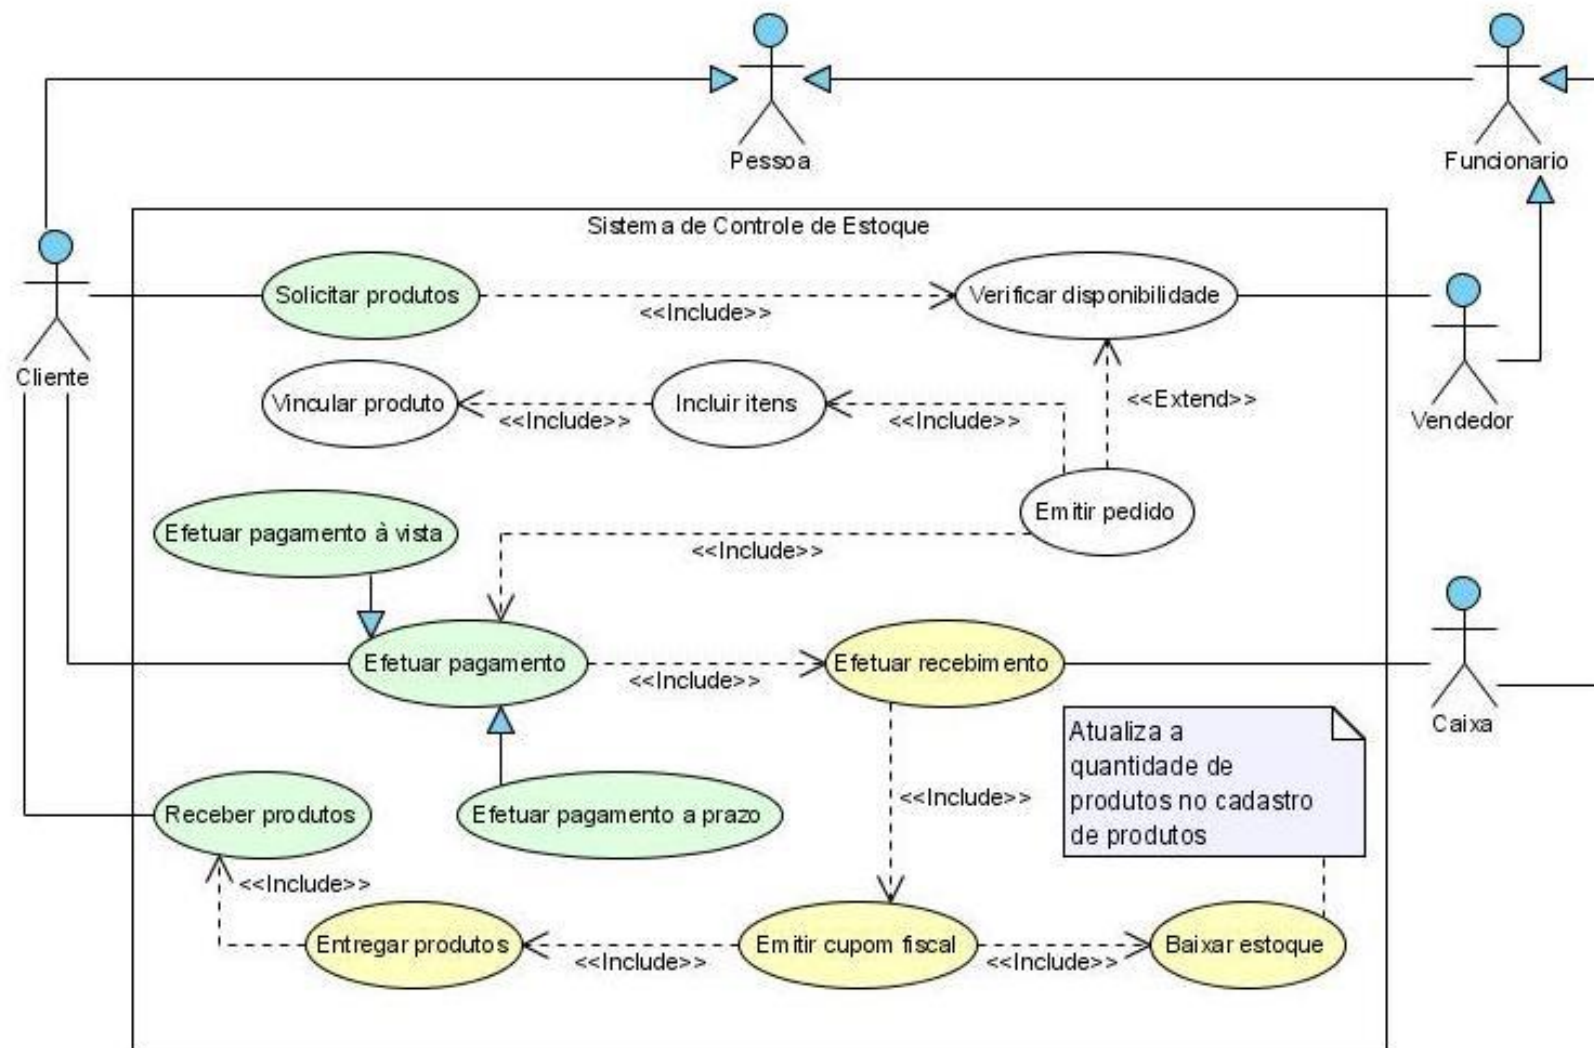 Pessoa
Funcionario
Sistema de Controle de Estoque
Solicitar produtos
<<Include>>
Verificar disponibilidade
Cliente
Vincular produto
<<Include>>
Incluir itens
<<Include>>
<<Extend>>
Vendedor
Efetuar pagamento à vista
<<Include>>
Emitir pedido
Efetuar pagamento
<<Include>>
Efetuar recebimento
Caixa
Atualiza a
quantidade de
produtos no cadastro
de produtos
Receber produtos
Efetuar pagamento a prazo
<<Include>>
<<Include>>
Entregar produtos
<<Include>>
Emitir cupom fiscal
<<Include>>
Baixar estoque